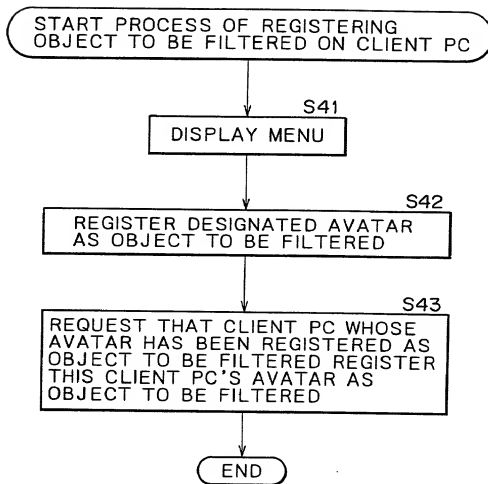 START PROCESS OF REGISTERING
OBJECT TO BE FILTERED ON CLIENT PC
S41
DISPLAY MENU
S42
REGISTER DESIGNATED AVATAR
AS OBJECT TO BE FILTERED
S43
REQUEST THAT CLIENT PC WHOSE
AVATAR HAS BEEN REGISTERED AS
OBJECT TO BE FILTERED REGISTER
THIS CLIENT PC'S AVATAR AS
OBJECT TO BE FILTERED
END